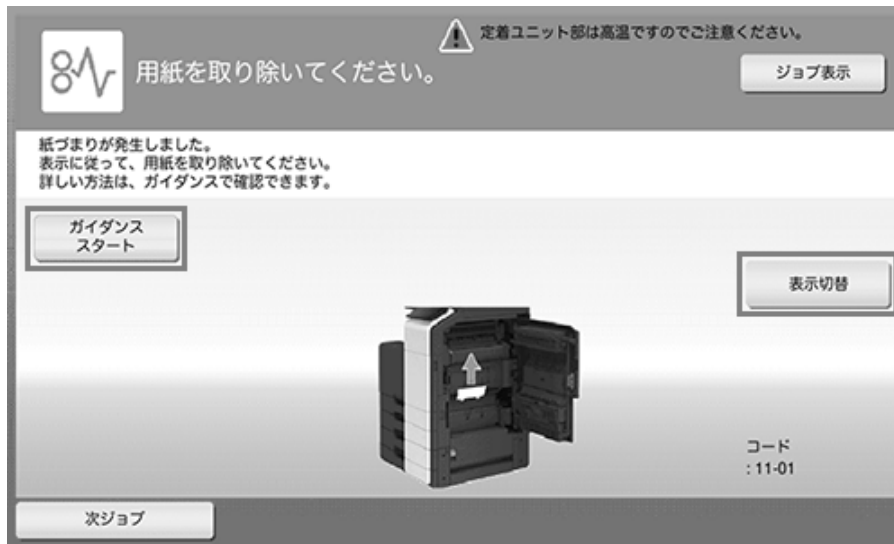 定着ユニット部は高温ですのでご注意ください。
用紙を取り除いてください。
ジョブ表示
紙づまりが発生しました。
表示に従って、用紙を取り除いてください。
詳しい方法は、ガイダンスで確認できます。
ガイダンス
スタート
表示切替
コード
: 11-01
次ジョブ